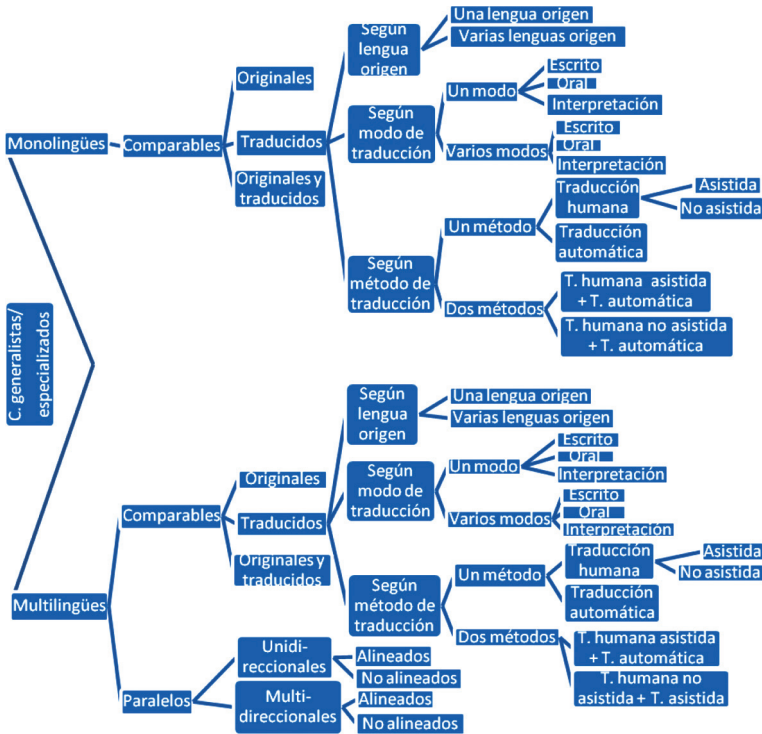 C. generalistas/
especializados
Monolingües
Comparables
Originales
Traducidos
Originales y
traducidos
Según
lengua
origen
Una lengua origen
Varias lenguas origen
Según
modo de
traducción
Un modo
Escrito
Oral
Interpretación
Varios modos
Escrito
Oral
Interpretación
Según
método de
traducción
Un método
Traducción
humana
Asistida
No asistida
Traducción
automática
Dos métodos
T. humana asistida
+ T. automática
T. humana no asistida
+ T. automática
Multilingües
Comparables
Originales
Traducidos
Originales y
traducidos
Según
lengua
origen
Una lengua origen
Varias lenguas origen
Según
modo de
traducción
Un modo
Escrito
Oral
Interpretación
Varios modos
Escrito
Oral
Interpretación
Según
método de
traducción
Un método
Traducción
humana
Asistida
No asistida
Traducción
automática
Dos métodos
T. humana asistida
+ T. automática
T. humana no
asistida + T. asistida
Paralelos
Unidi-
reccionales
Alineados
No alineados
Multi-
direccionales
Alineados
No alineados